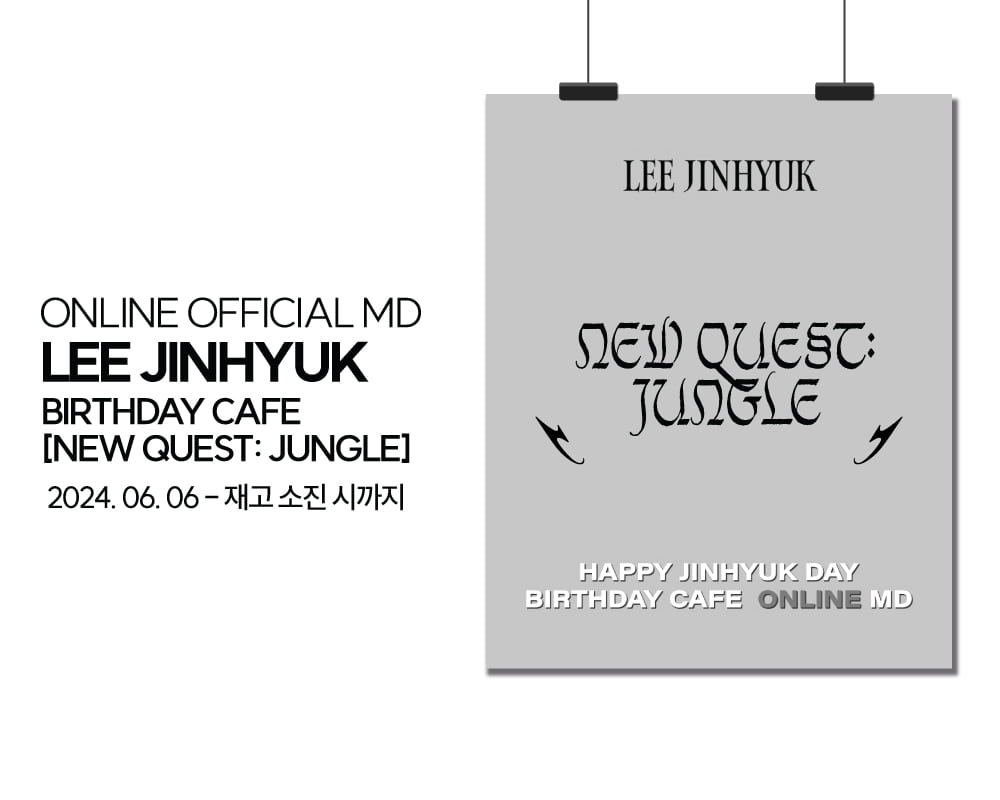 ONLINE OFFICIAL MD
LEE JINHYUK
BIRTHDAY CAFE
[NEW QUEST: JUNGLE]
2024. 06. 06 – 재고 소진 시까지
LEE JINHYUK
NEW QUEST:
JUNGLE
HAPPY JINHYUK DAY
BIRTHDAY CAFE ONLINE MD